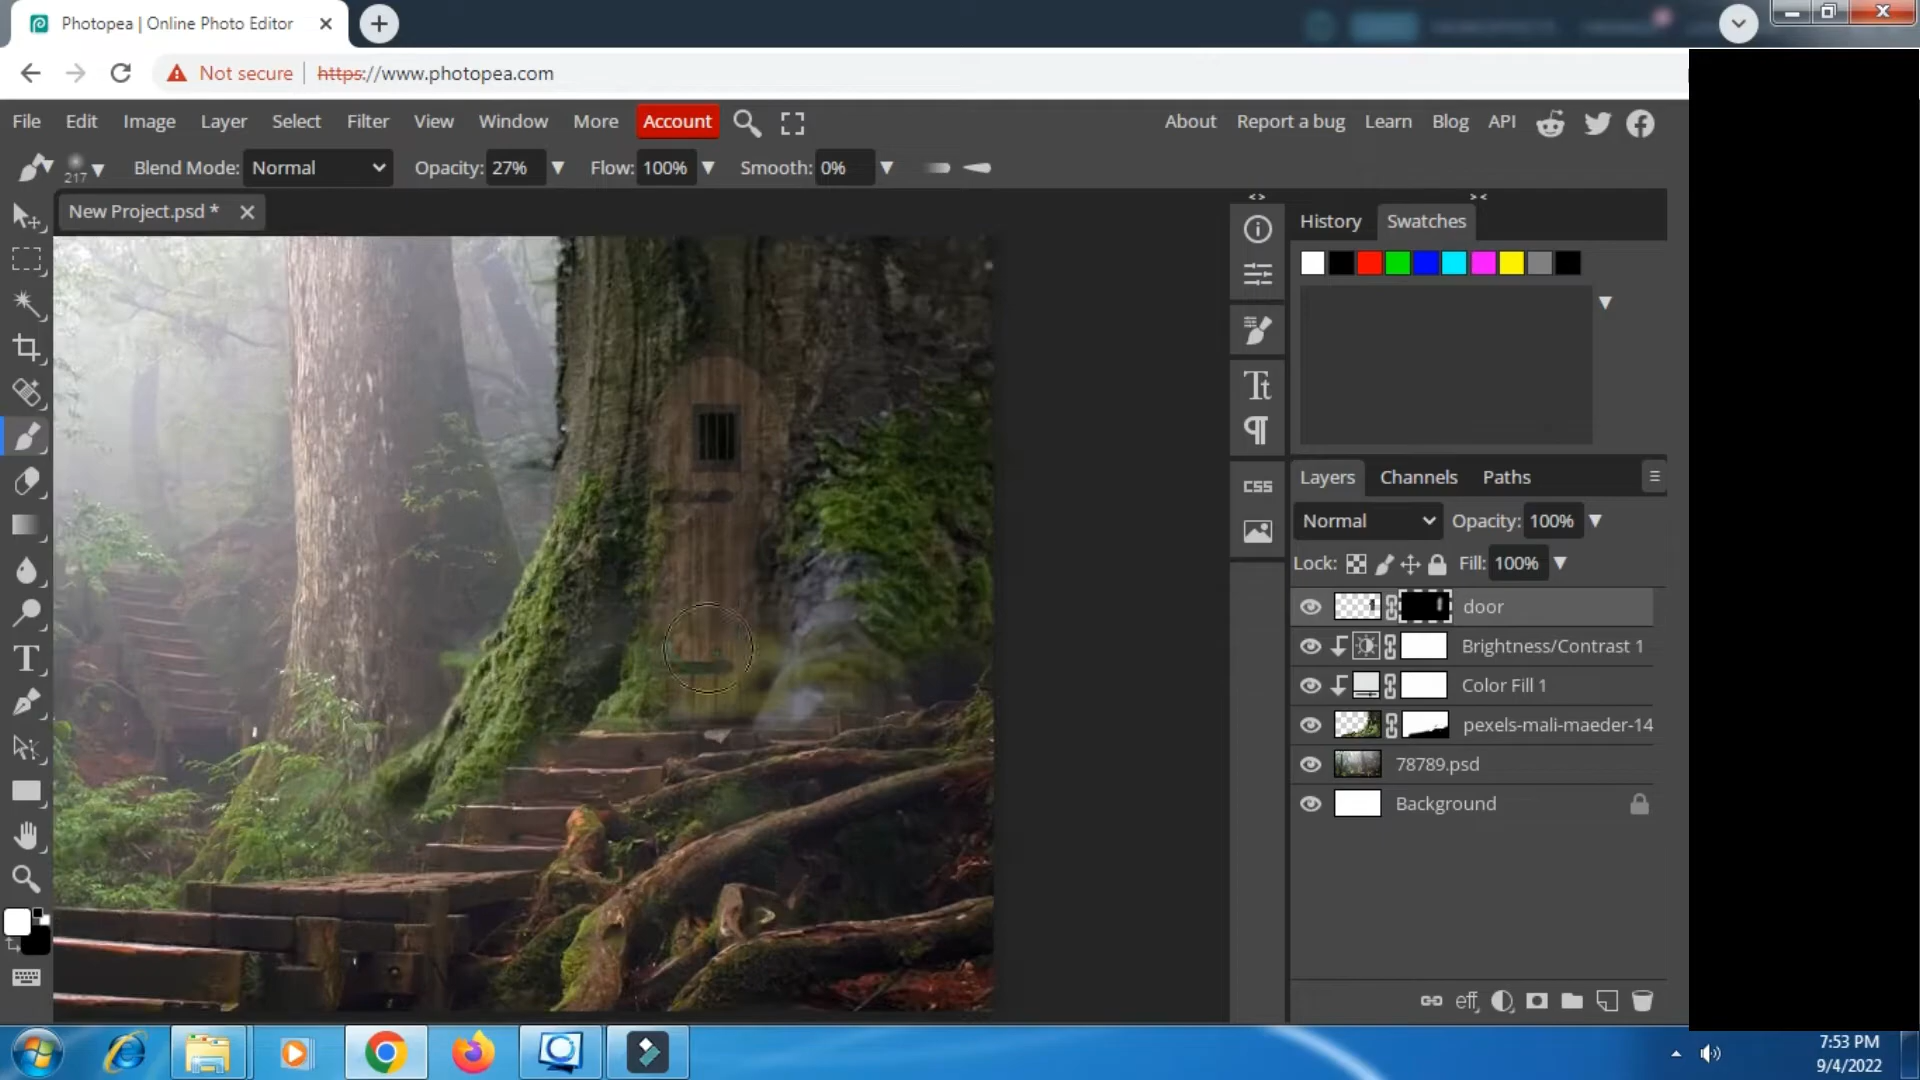 Photopea | Online Photo Editor
Not secure https://www.photopea.com
File Edit Image Layer Select Filter View Window More Account About Report a bug Learn Blog API
217 Blend Mode: Normal Opacity: 27% Flow: 100% Smooth: 0%
New Project.psd *
History Swatches
CSS
Layers Channels Paths
Normal Opacity: 100%
Lock: Fill: 100%
door
Brightness/Contrast 1
Color Fill 1
pexels-mali-maeder-14
78789.psd
Background
eff
7:53 PM
9/4/2022